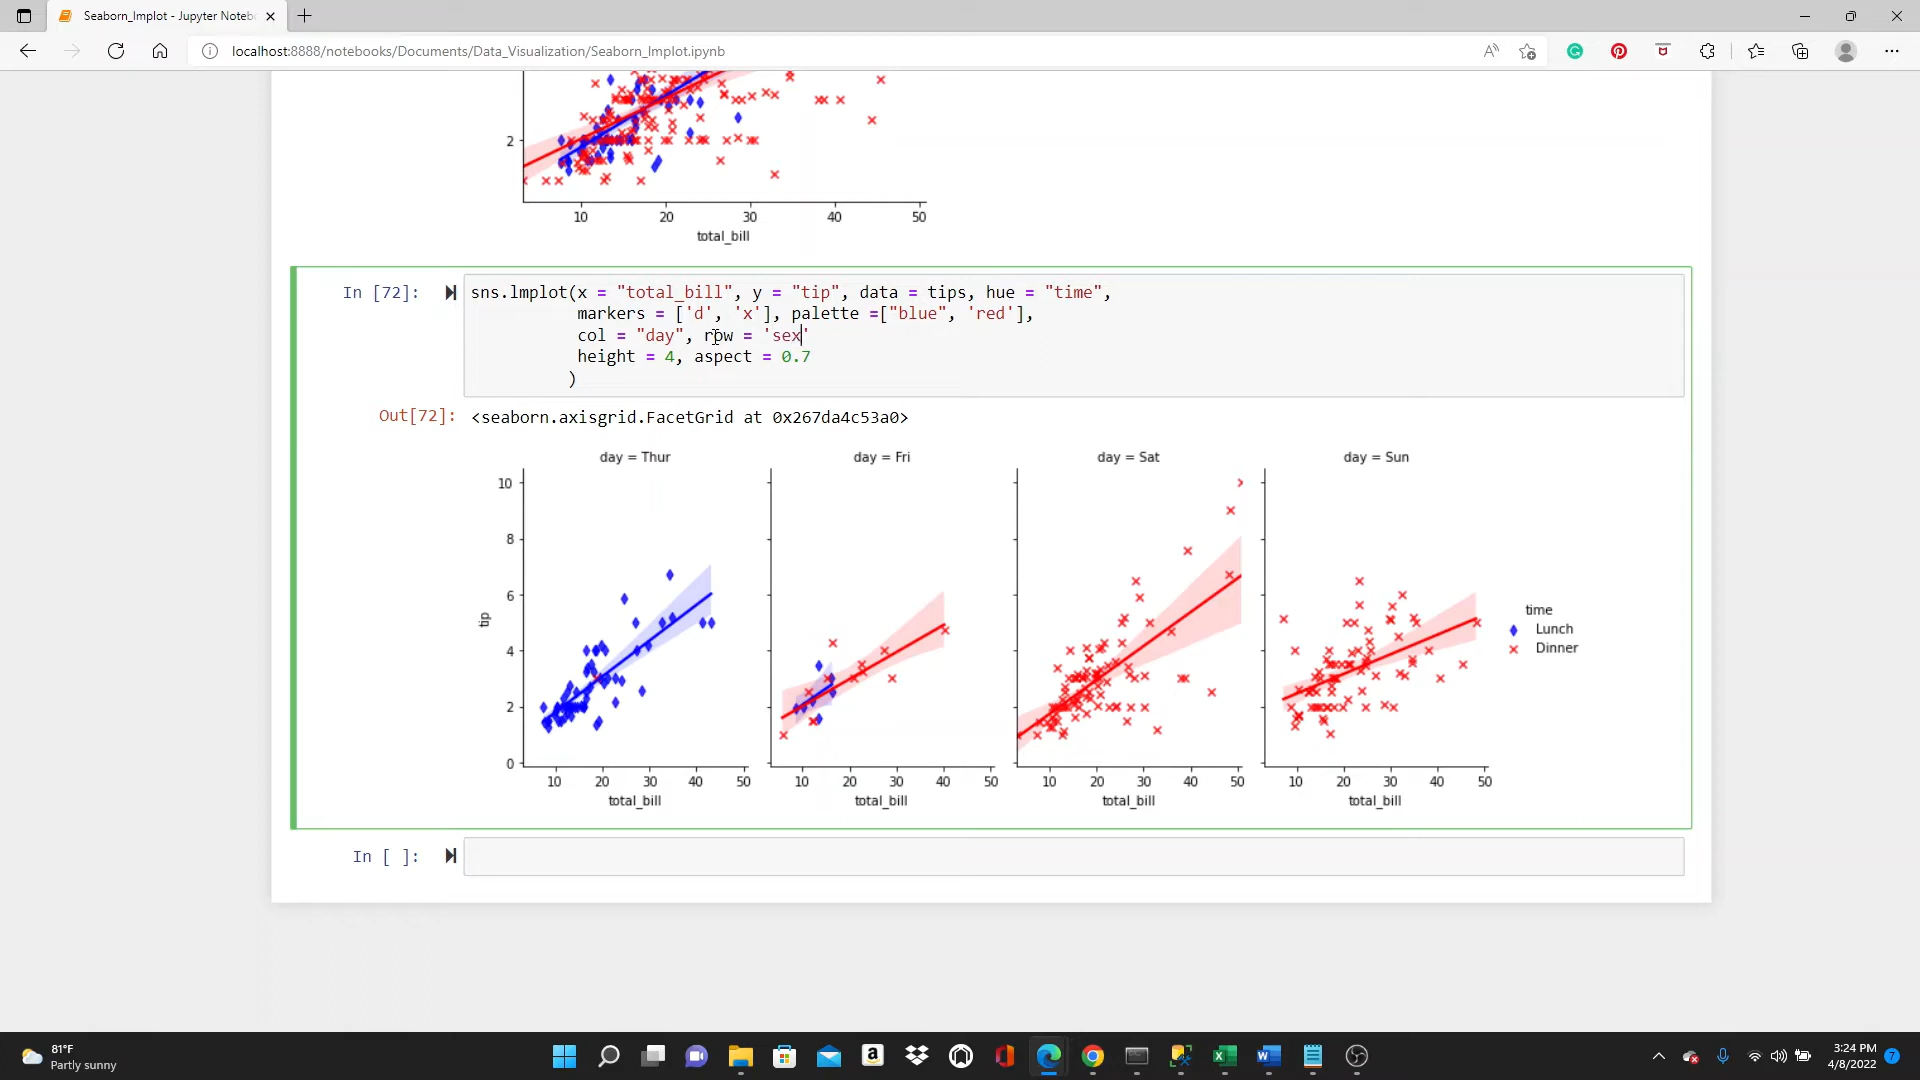 Seaborn_lmplot - Jupyter Noteb
localhost:8888/notebooks/Documents/Data_Visualization/Seaborn_lmplot.ipynb
2
10 20 30 40 50
total_bill
In [72]:
sns.lmplot(x = "total_bill", y = "tip", data = tips, hue = "time",
markers = ['d', 'x'], palette =["blue", 'red'],
col = "day", row = 'sex'
height = 4, aspect = 0.7
)
Out[72]: <seaborn.axisgrid.FacetGrid at 0x267da4c53a0>
day = Thur day = Fri day = Sat day = Sun
10
8
6
4
2
0
tip
time
Lunch
Dinner
10 20 30 40 50 10 20 30 40 50 10 20 30 40 50 10 20 30 40 50
total_bill total_bill total_bill total_bill
In [ ]:
81°F
Partly sunny
3:24 PM
4/8/2022
7